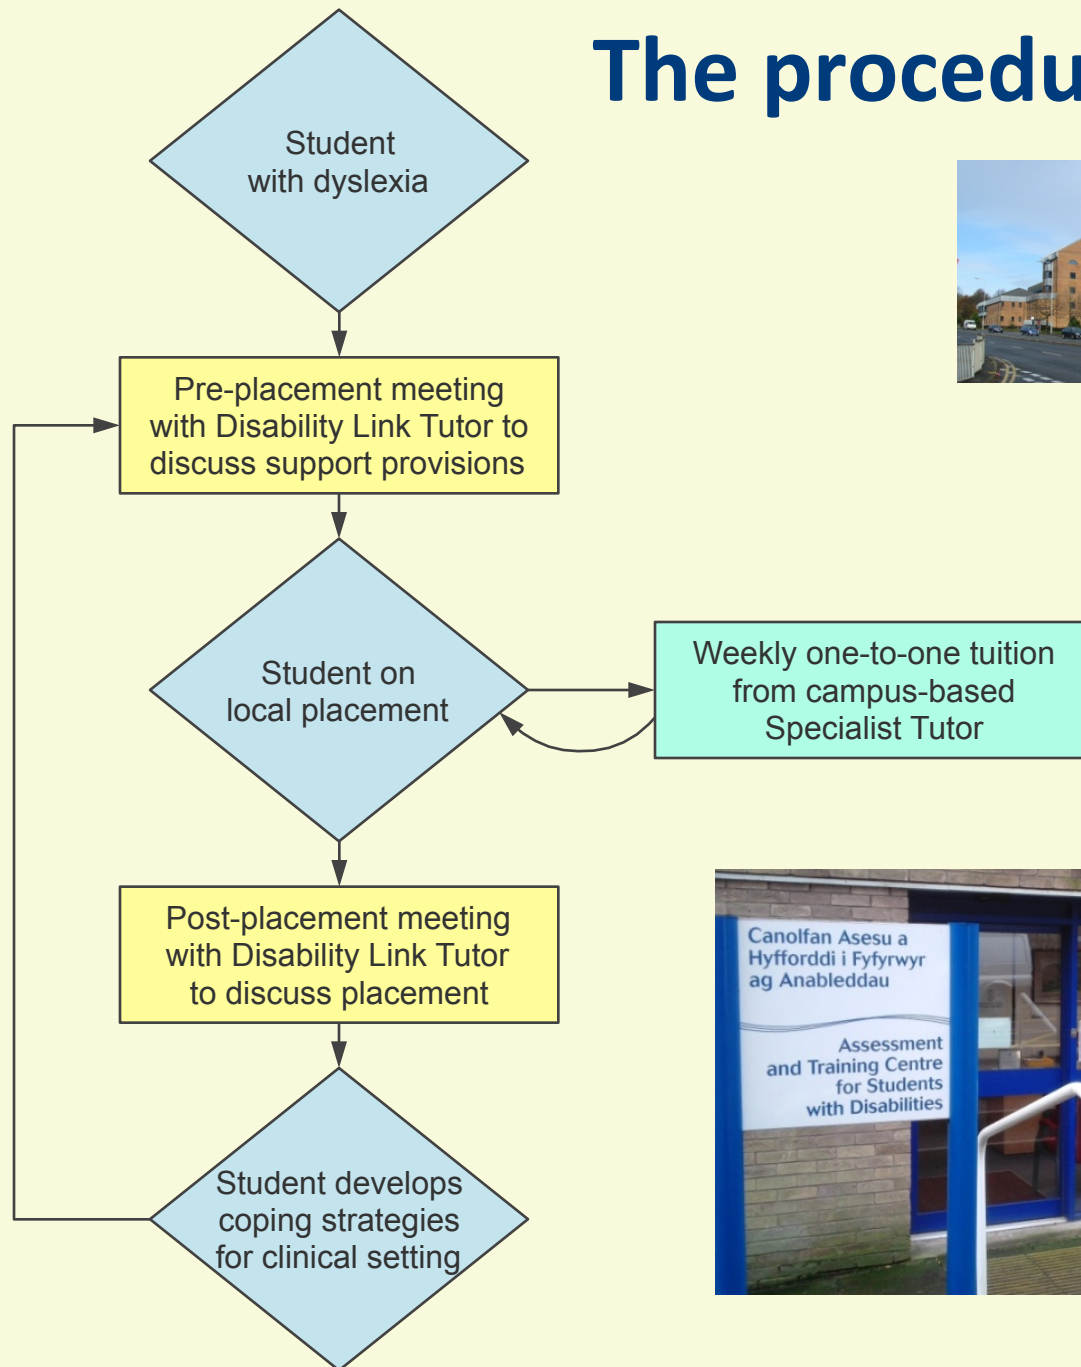 The procedu
Student
with dyslexia
Pre-placement meeting
with Disability Link Tutor to
discuss support provisions
Student on
local placement
Weekly one-to-one tuition
from campus-based
Specialist Tutor
Post-placement meeting
with Disability Link Tutor
to discuss placement
Student develops
coping strategies
for clinical setting
Canolfan Asesu a
Hyfforddi i Fyfyrwyr
ag Anableddau
Assessment
and Training Centre
for Students
with Disabilities